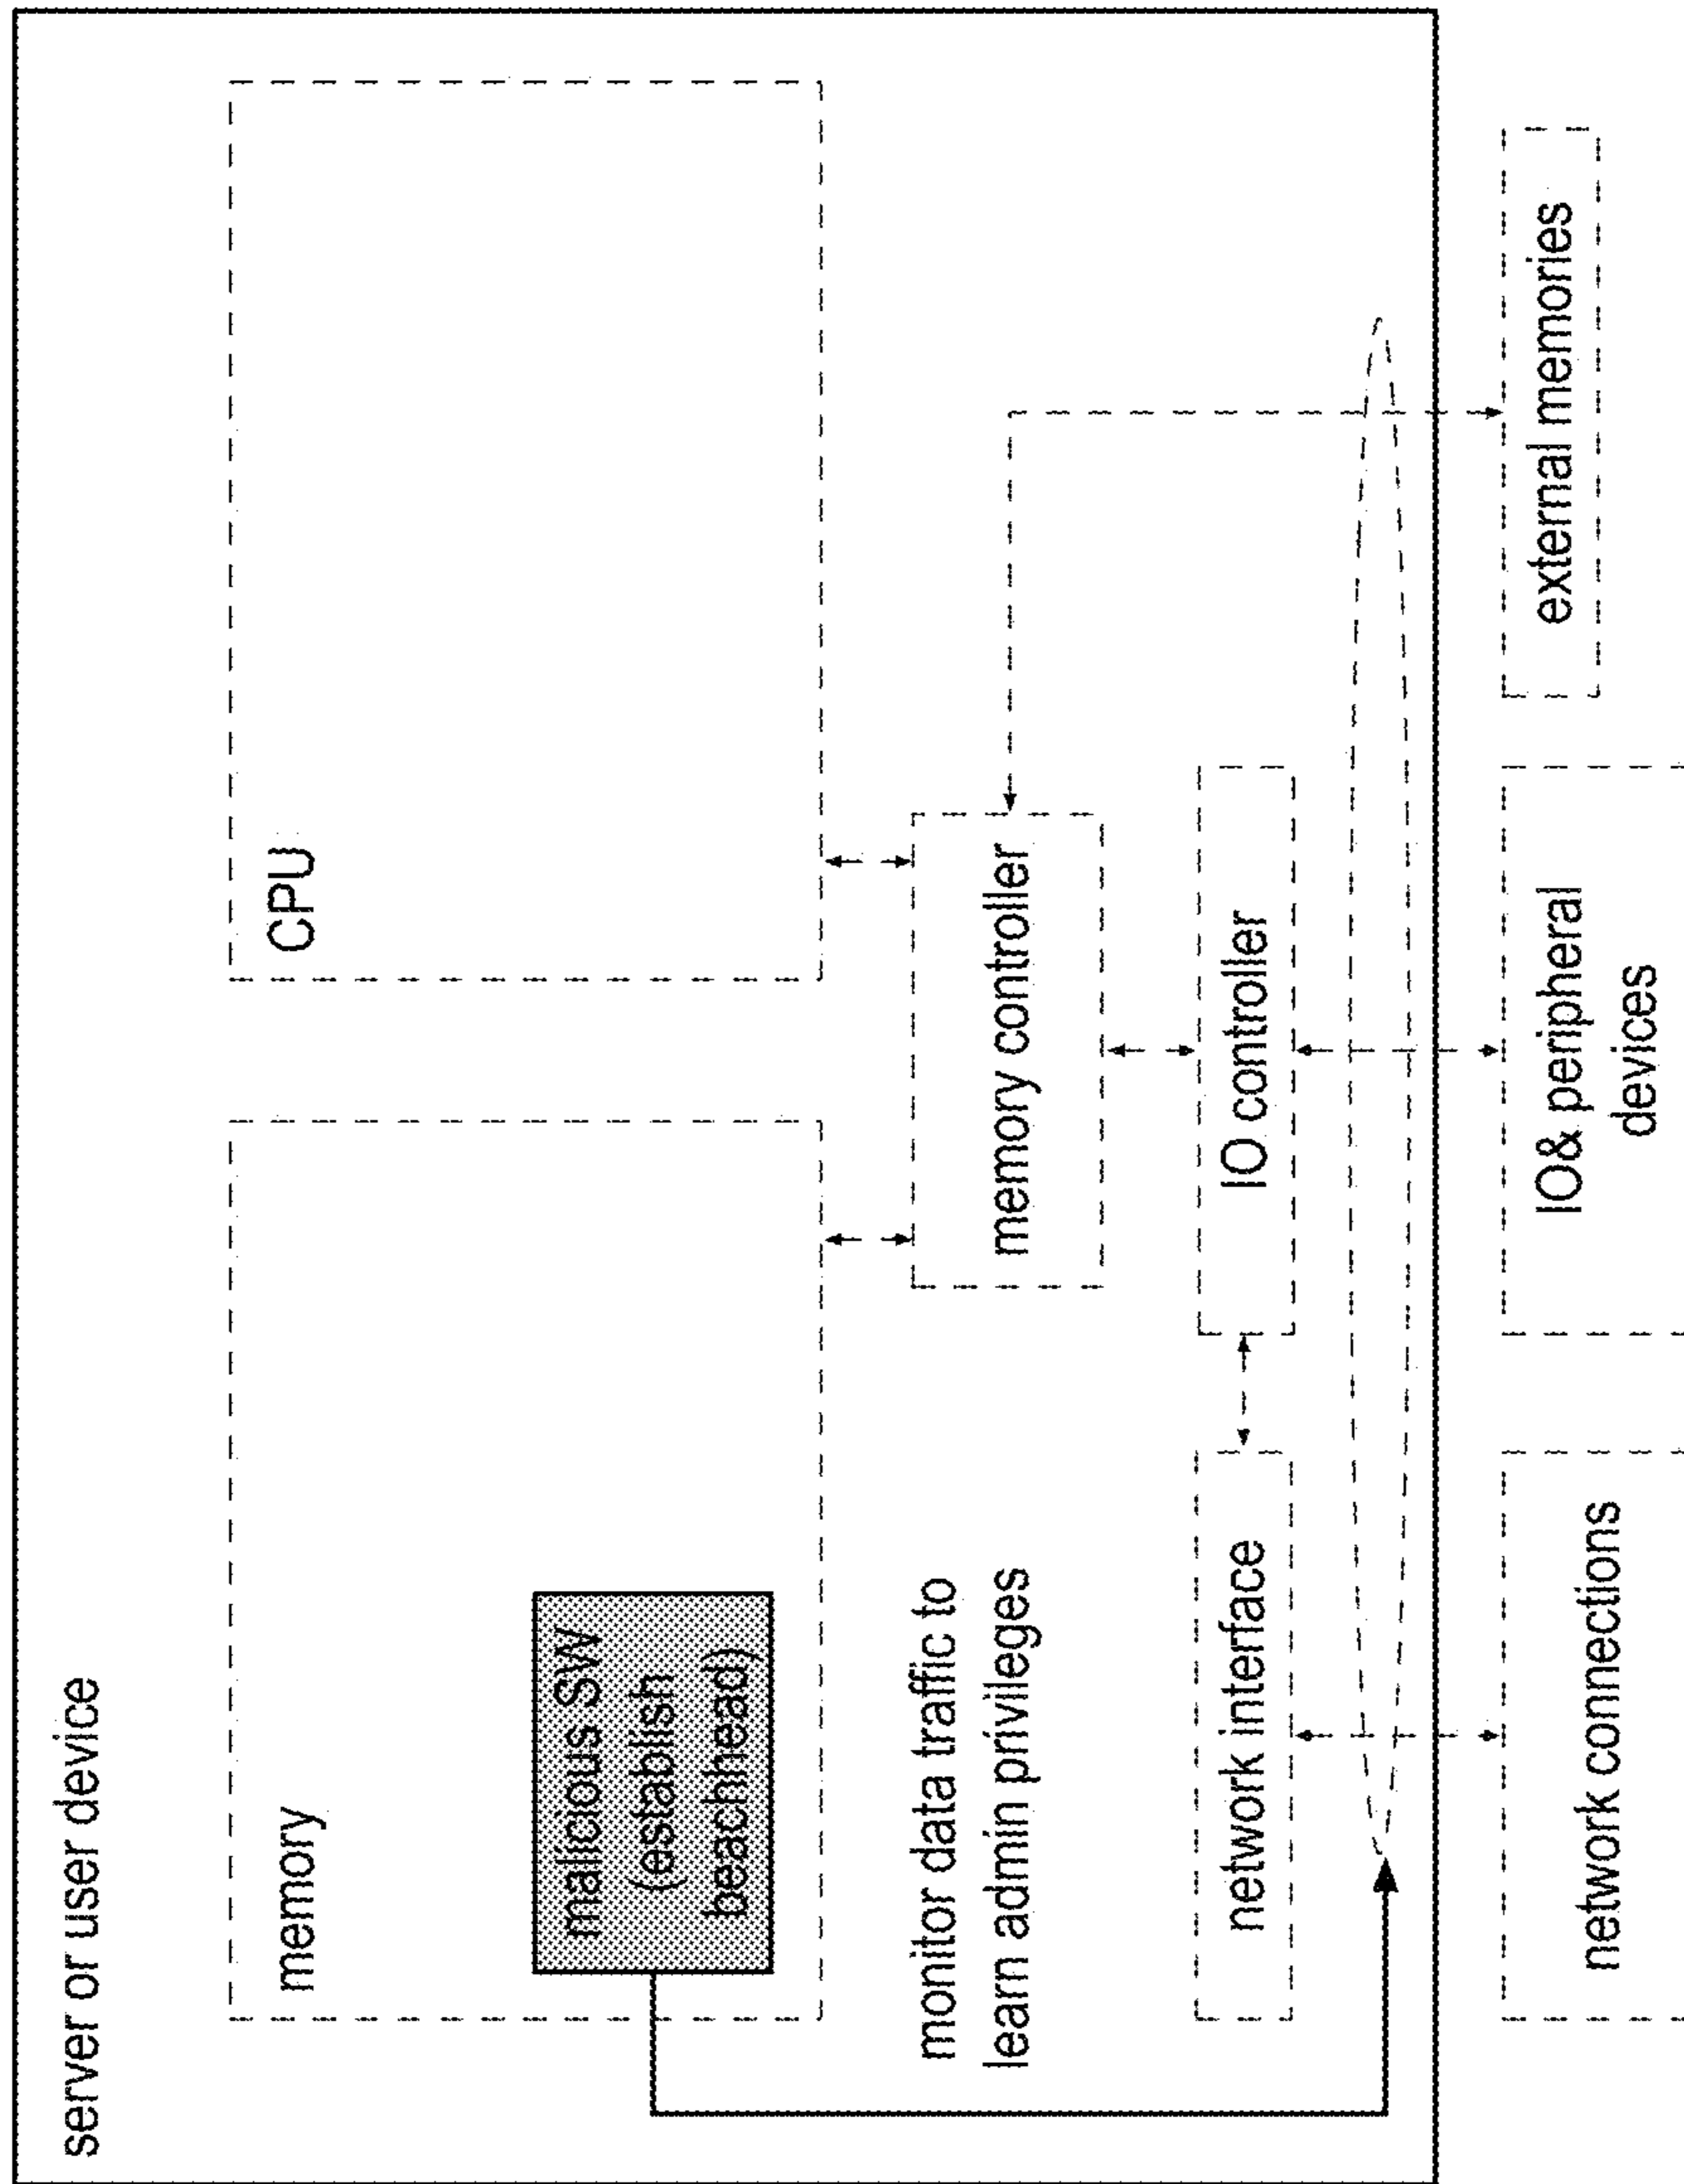 server or user device
memory
CPU
malicious SW
(establish
beachhead)
monitor data traffic to
learn admin privileges
memory controller
network interface
IO controller
network connections
IO& peripheral
devices
external memories